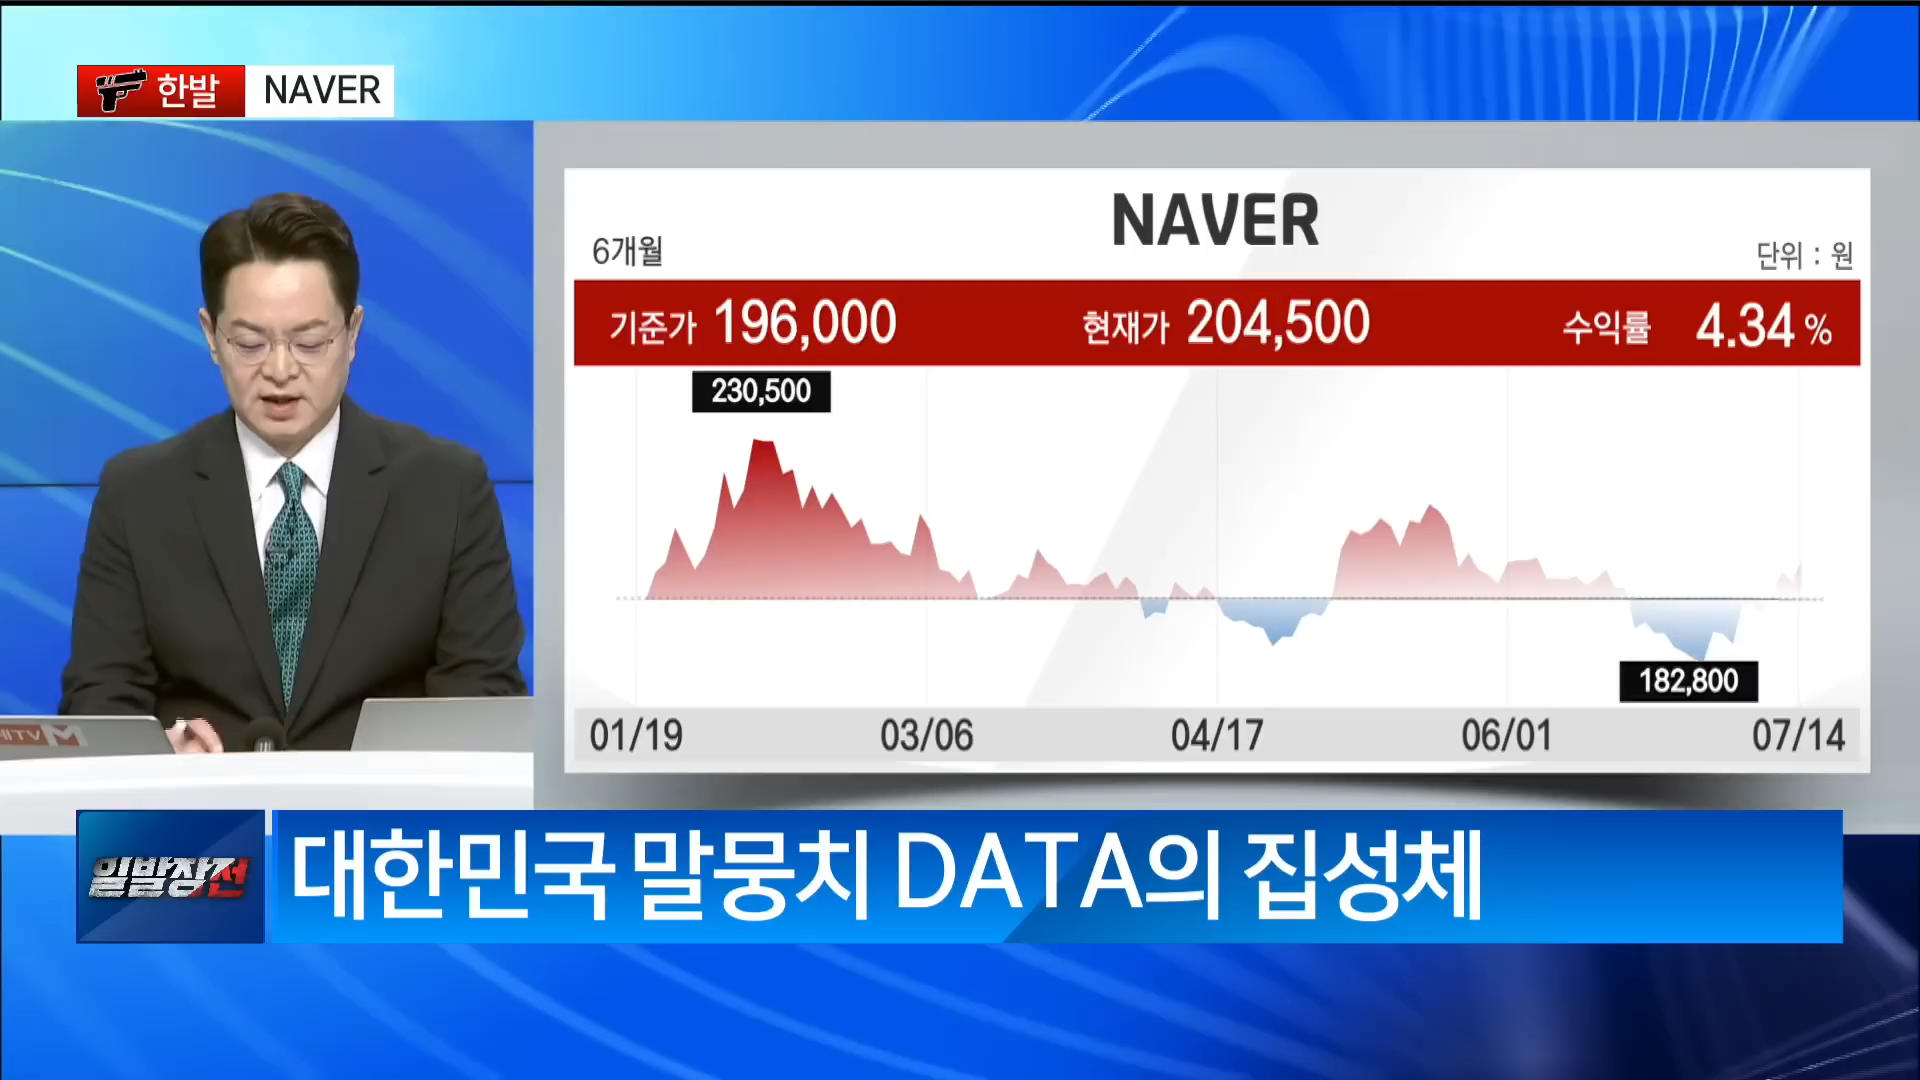 한발 NAVER
NAVER
6개월
단위 : 원
기준가 196,000 현재가 204,500 수익률 4.34 %
230,500
182,800
01/19 03/06 04/17 06/01 07/14
일발장전
대한민국 말뭉치 DATA의 집성체